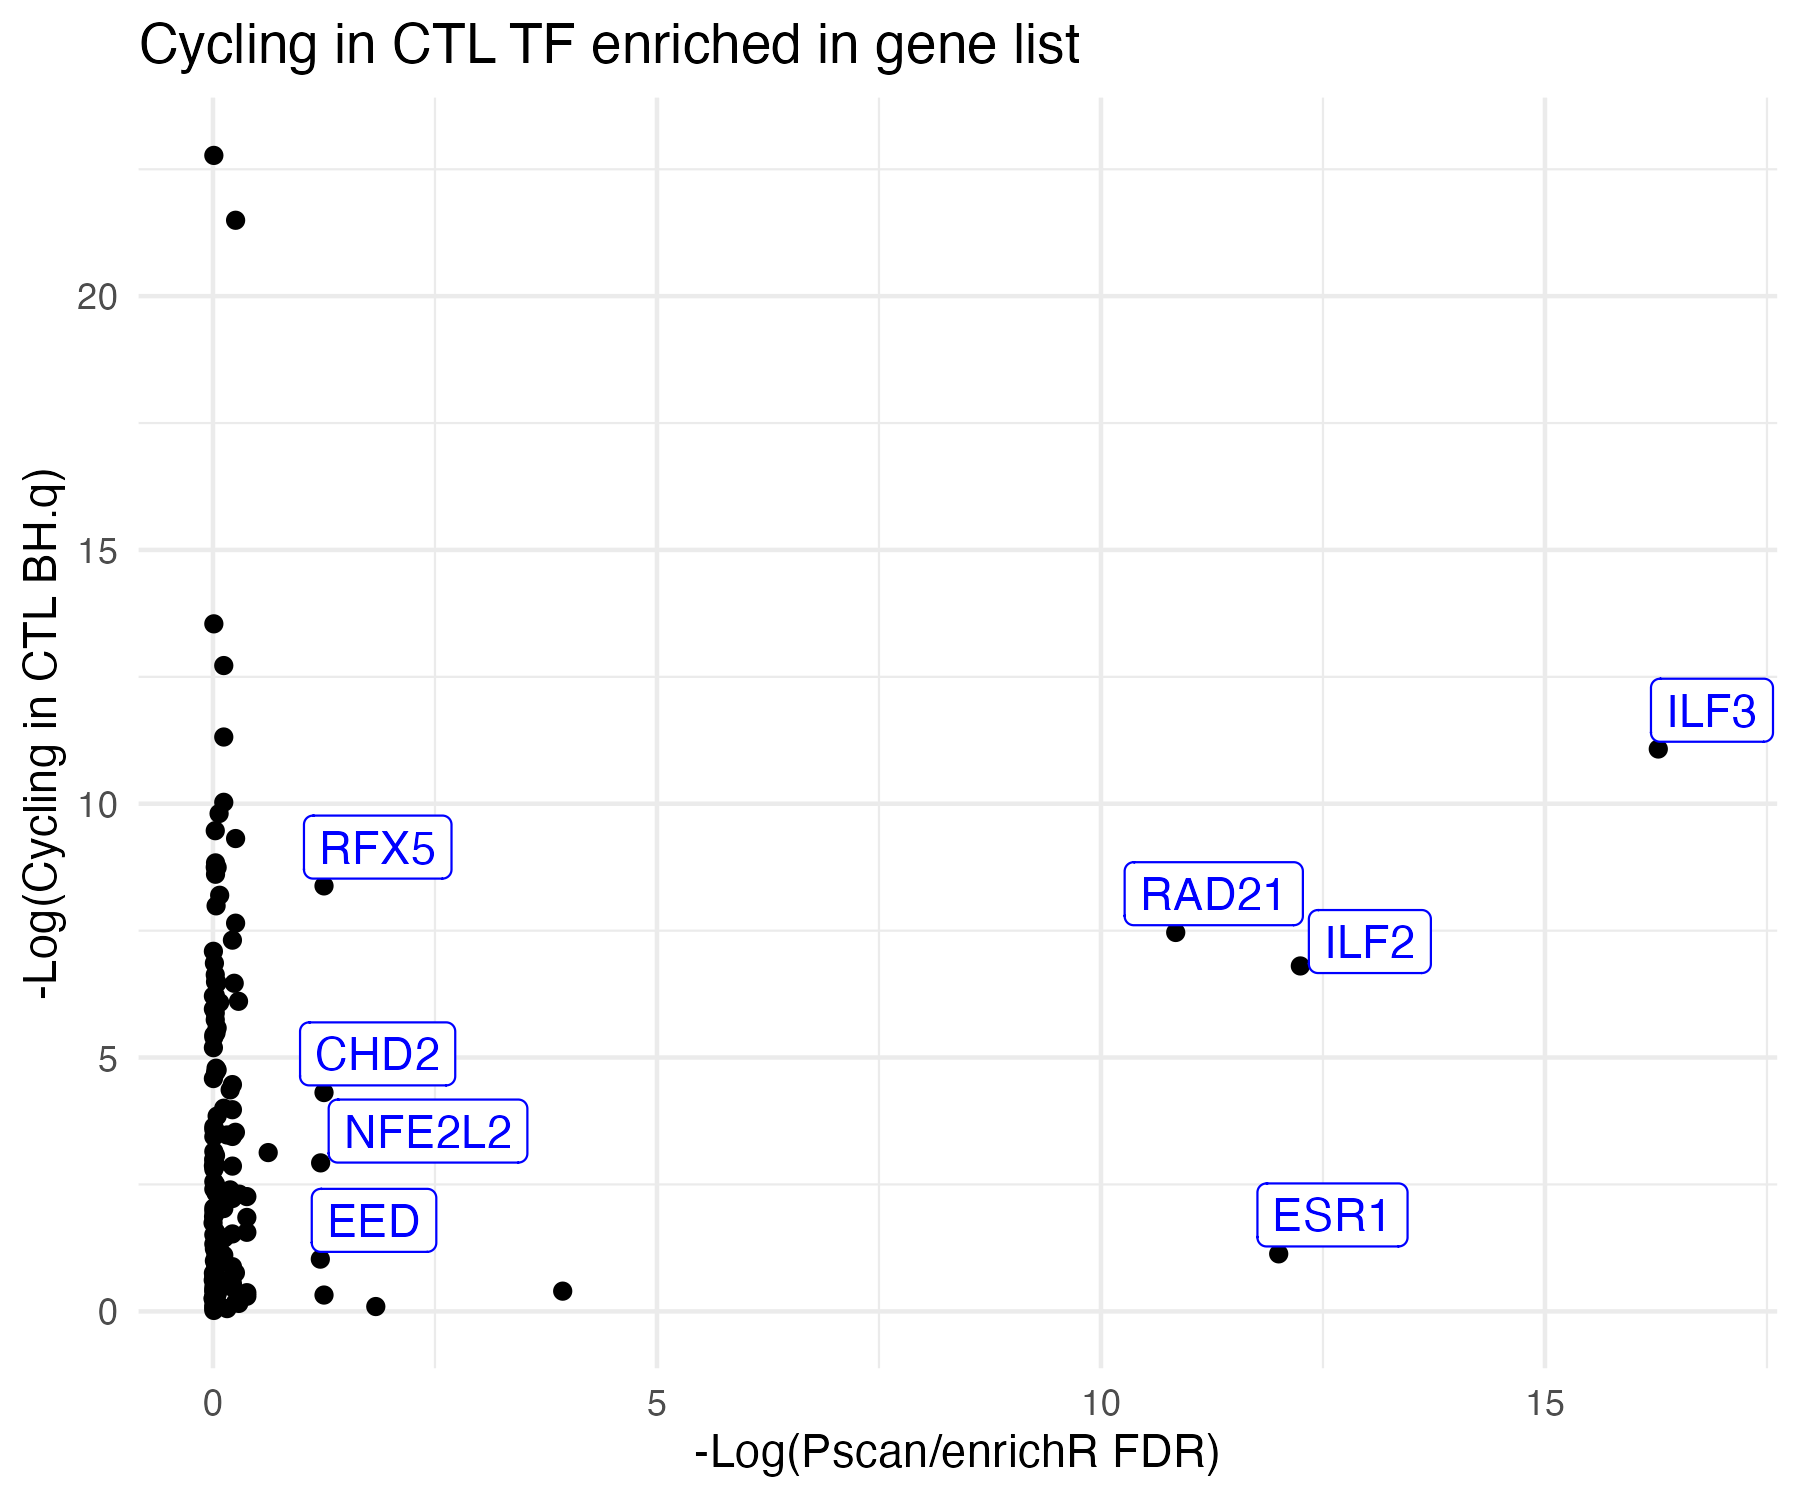 Cycling in CTL TF enriched in gene list
-Log(Cycling in CTL BH.q)
20
15
10
5
0
ILF3
RFX5
RAD21
ILF2
CHD2
NFE2L2
EED
ESR1
0
5
10
15
-Log(Pscan/enrichR FDR)